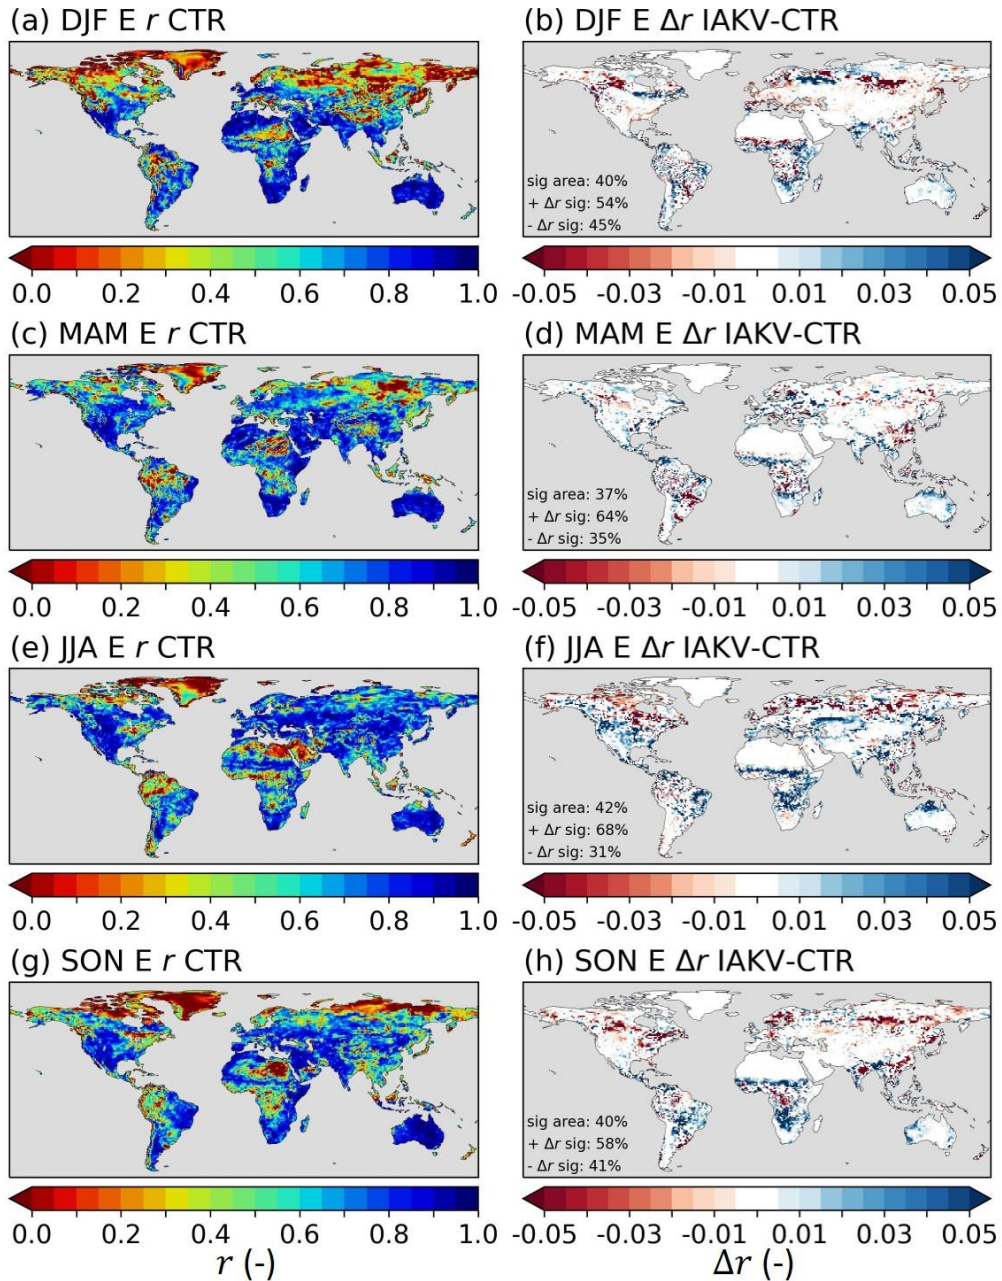 (a) DJF E r CTR
(b) DJF E Δr IAKV-CTR
sig area: 40%
+ Δr sig: 54%
- Δr sig: 45%
0.0 0.2 0.4 0.6 0.8 1.0
-0.05 -0.03 -0.01 0.01 0.03 0.05
(c) MAM E r CTR
(d) MAM E Δr IAKV-CTR
sig area: 37%
+ Δr sig: 64%
- Δr sig: 35%
0.0 0.2 0.4 0.6 0.8 1.0
-0.05 -0.03 -0.01 0.01 0.03 0.05
(e) JJA E r CTR
(f) JJA E Δr IAKV-CTR
sig area: 42%
+ Δr sig: 68%
- Δr sig: 31%
0.0 0.2 0.4 0.6 0.8 1.0
-0.05 -0.03 -0.01 0.01 0.03 0.05
(g) SON E r CTR
(h) SON E Δr IAKV-CTR
sig area: 40%
+ Δr sig: 58%
- Δr sig: 41%
0.0 0.2 0.4 0.6 0.8 1.0
-0.05 -0.03 -0.01 0.01 0.03 0.05
r (-)
Δr (-)